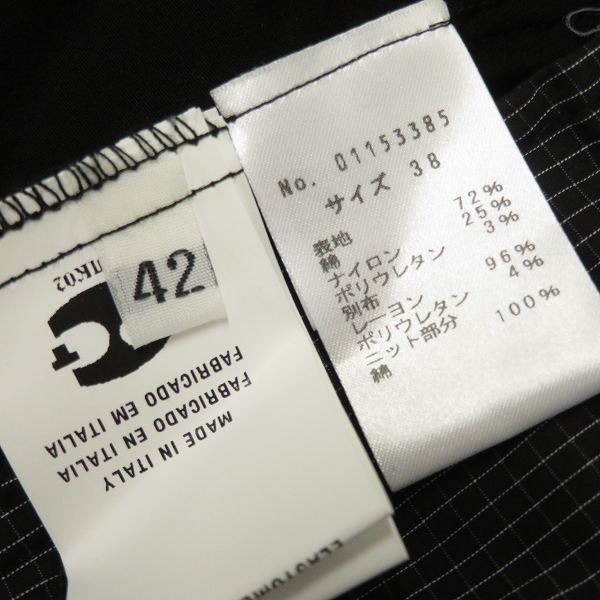 No. 01153385
サイズ 38
表地
綿 72%
ナイロン 25%
ポリウレタン 3%
別布
レーヨン 96%
ポリウレタン 4%
ニット部分
綿 100%
42
MADE IN ITALY
FABRICADO EN ITALIA
FABRICADO EM ITALIA